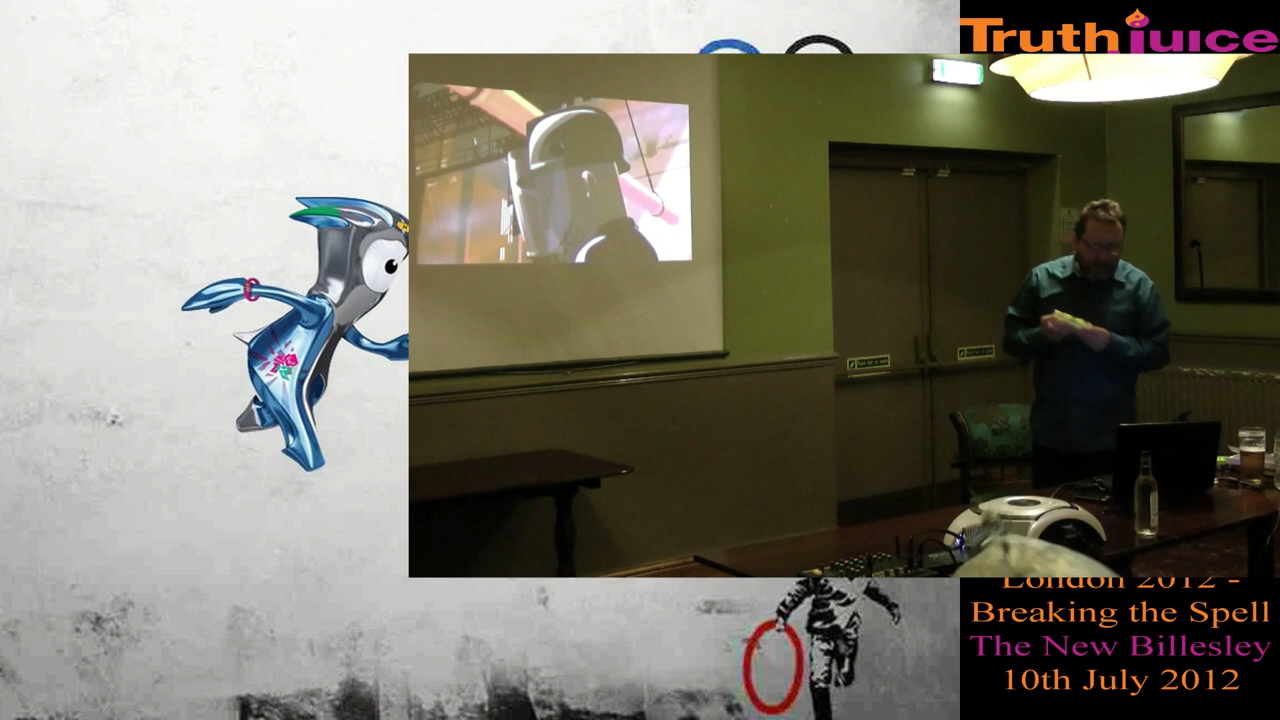 Truthjuice
London 2012 -
Breaking the Spell
The New Billesley
10th July 2012